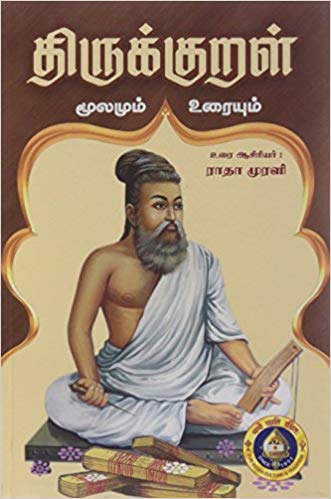 திருக்குறள்
மூலமும் உரையும்
உரை ஆசிரியர் :
ராதா முரளி